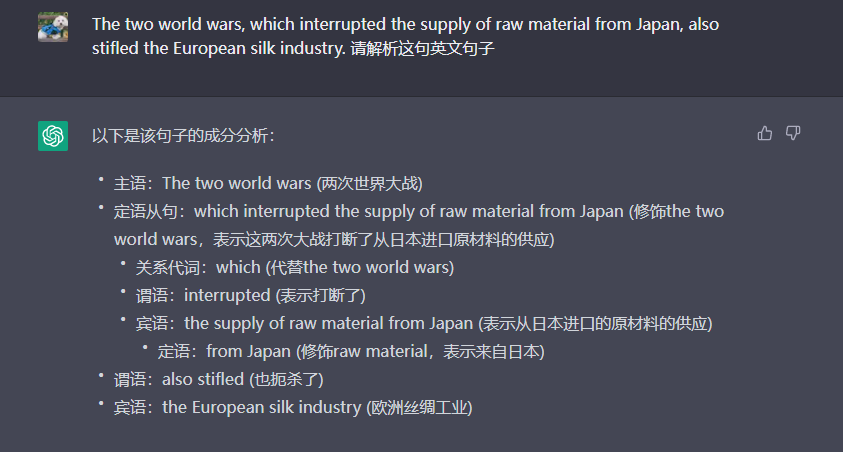 The two world wars, which interrupted the supply of raw material from Japan, also
stifled the European silk industry. 请解析这句英文句子
以下是该句子的成分分析：
• 主语：The two world wars (两次世界大战)
• 定语从句：which interrupted the supply of raw material from Japan (修饰the two
world wars，表示这两次大战打断了从日本进口原材料的供应)
• 关系代词：which (代替the two world wars)
• 谓语：interrupted (表示打断了)
• 宾语：the supply of raw material from Japan (表示从日本进口的原材料的供应)
• 定语：from Japan (修饰raw material，表示来自日本)
• 谓语：also stifled (也扼杀了)
• 宾语：the European silk industry (欧洲丝绸工业)